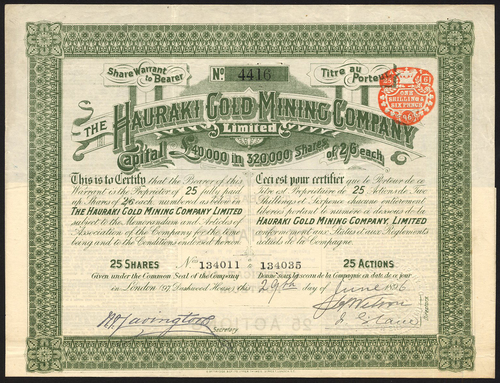 Share Warrant to Bearer
No. 4416
Titre au Porteur
ONE SHILLING & SIX PENCE
THE HAURAKI GOLD MINING COMPANY
Limited
Capital £40,000 in 320,000 Shares of 2/6 each
This is to Certify that the Bearer of this
Warrant is the Proprietor of 25 fully paid
up Shares of 2/6 each, numbered as below in
THE HAURAKI GOLD MINING COMPANY LIMITED
subject to the Memorandum and Articles of
Association of the Company for the time
being and to the Conditions endorsed hereon
Ceci est pour certifier que le Porteur de ce
Titre est Propriétaire de 25 Actions de Two
Shillings et Sixpence chacune entièrement
libérées portant le numéro ci dessous de la
HAURAKI GOLD MINING COMPANY, LIMITED
conformément aux Statuts et aux Règlements
actuels de la Compagnie
25 SHARES No 134011 @ 134035 25 ACTIONS
Given under the Common Seal of the Company
Donné sous le sceau de la Compagnie en date de ce jour
in London
29th day of June 1896
Secretary
Directors